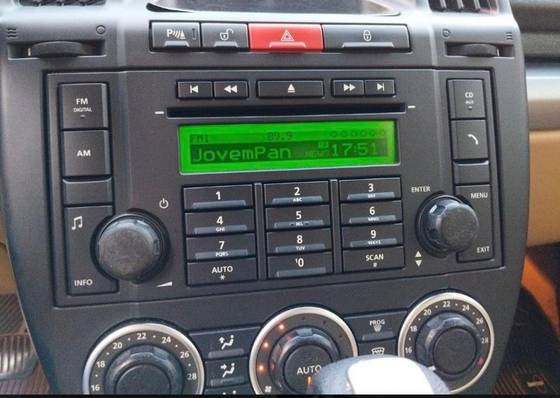 P
FM
DIGITAL
AM
INFO
CD
AUX
MENU
EXIT
ENTER
FM1 89.9
JovemPan NEWS 17:51
1
2
ABC
3
DEF
4
GHI
5
JKL
6
MNO
7
PQRS
8
TUV
9
WXYZ
AUTO
*
0
SCAN
#
PROG
16
18
20
22
24
26
28
AUTO
16
18
20
22
24
26
28